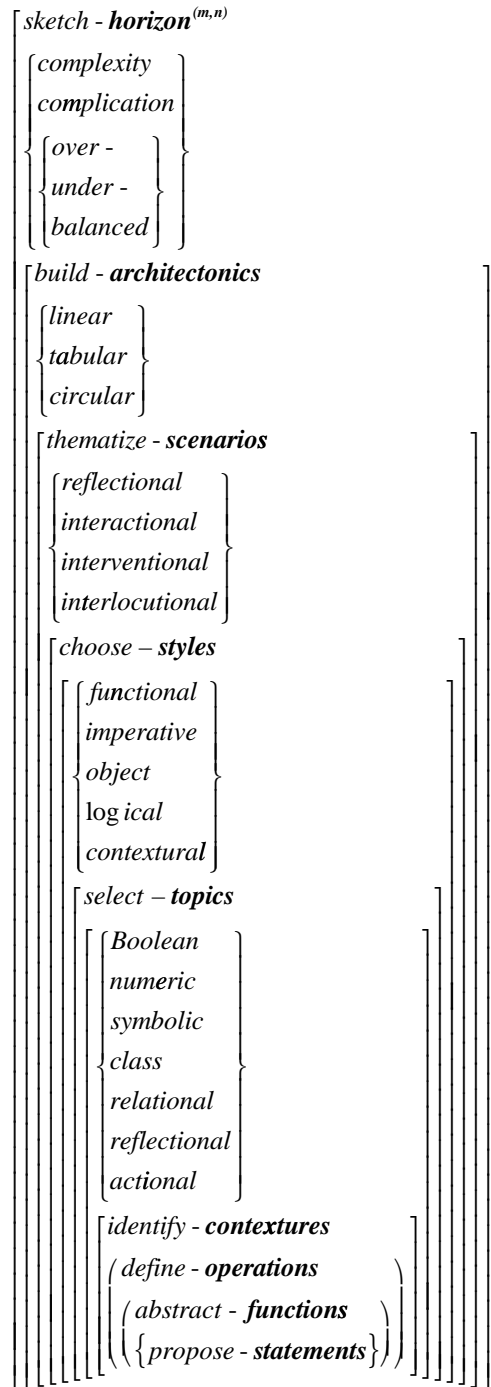 sketch - horizon(m,n)
complexity
complication
over -
under -
balanced
build - architectonics
linear
tabular
circular
thematize - scenarios
reflectional
interactional
interventional
interlocutional
choose – styles
functional
imperative
object
log ical
contextural
select – topics
Boolean
numeric
symbolic
class
relational
reflectional
actional
identify - contextures
define - operations
abstract - functions
{propose - statements}